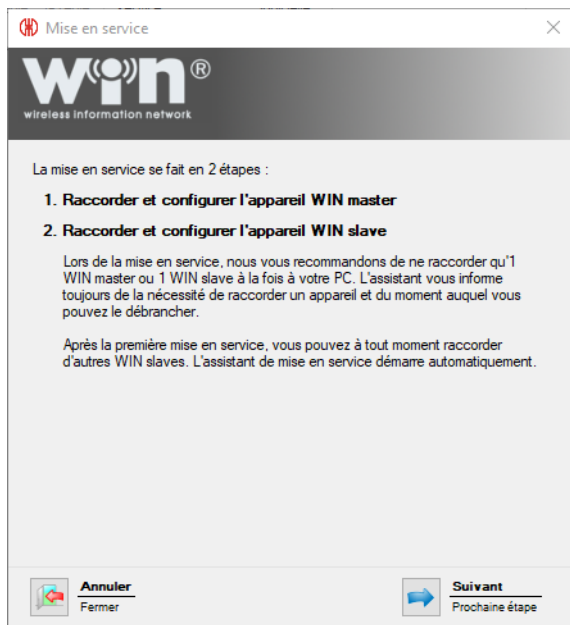 Mise en service
win®
wireless information network
La mise en service se fait en 2 étapes :
1. Raccorder et configurer l'appareil WIN master
2. Raccorder et configurer l'appareil WIN slave
Lors de la mise en service, nous vous recommandons de ne raccorder qu'1
WIN master ou 1 WIN slave à la fois à votre PC. L'assistant vous informe
toujours de la nécessité de raccorder un appareil et du moment auquel vous
pouvez le débrancher.
Après la première mise en service, vous pouvez à tout moment raccorder
d'autres WIN slaves. L'assistant de mise en service démarre automatiquement.
Annuler
Fermer
Suivant
Prochaine étape